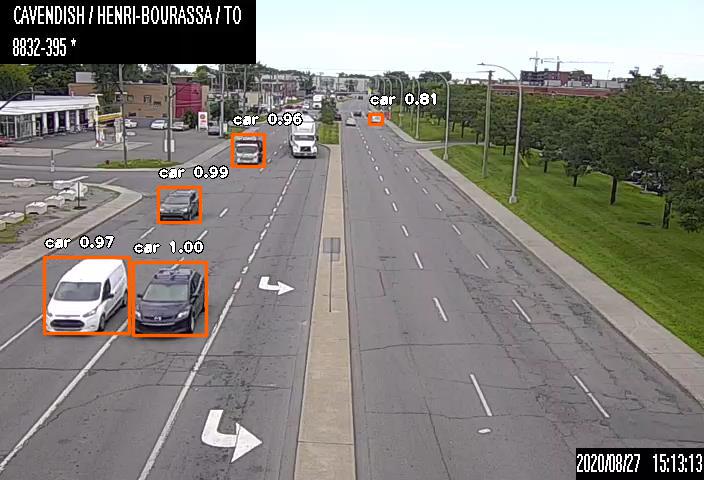 CAVENDISH / HENRI-BOURASSA / TO
8832-395 *
car 0.81
car 0.96
car 0.99
car 0.97
car 1.00
2020/08/27 15:13:13